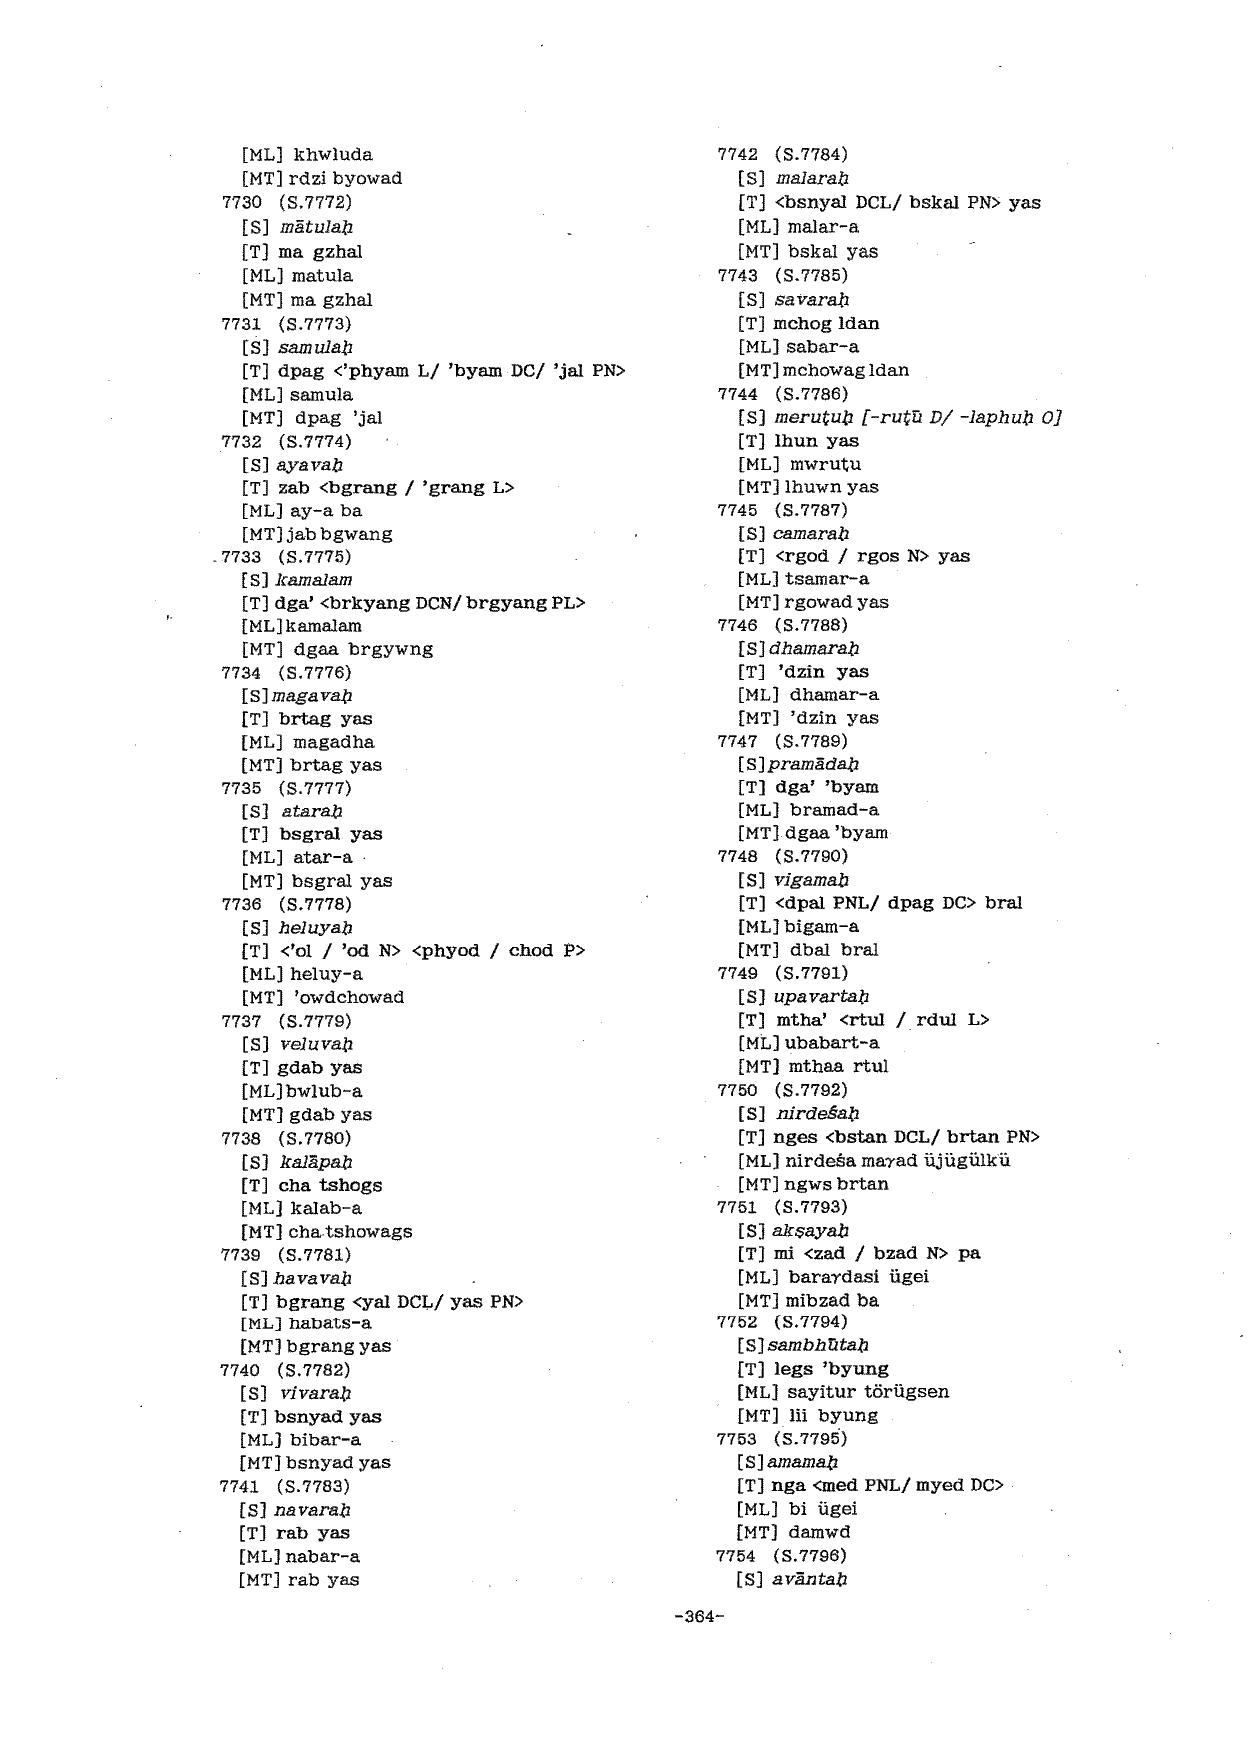 [ML] khwluda
[MT] rdzi byowad
7730 (S.7772)
[S] mātulaḥ
[T] ma gzhal
[ML] matula
[MT] ma gzhal
7731 (S.7773)
[S] samulaḥ
[T] dpag <'phyam L/ 'byam DC/ 'jal PN>
[ML] samula
[MT] dpag 'jal
7732 (S.7774)
[S] ayavaḥ
[T] zab <bgrang / 'grang L>
[ML] ay-a ba
[MT] jab bgwang
7733 (S.7775)
[S] kamalam
[T] dga' <brkyang DCN/ brgyang PL>
[ML] kamalam
[MT] dgaa brgywng
7734 (S.7776)
[S] magavaḥ
[T] brtag yas
[ML] magadha
[MT] brtag yas
7735 (S.7777)
[S] ataraḥ
[T] bsgral yas
[ML] atar-a
[MT] bsgral yas
7736 (S.7778)
[S] heluyaḥ
[T] <'ol / 'od N> <phyod / chod P>
[ML] heluy-a
[MT] 'owdchowad
7737 (S.7779)
[S] veluvaḥ
[T] gdab yas
[ML] bwlub-a
[MT] gdab yas
7738 (S.7780)
[S] kalāpaḥ
[T] cha tshogs
[ML] kalab-a
[MT] cha tshowags
7739 (S.7781)
[S] havavaḥ
[T] bgrang <yal DCL/ yas PN>
[ML] habats-a
[MT] bgrang yas
7740 (S.7782)
[S] vivaraḥ
[T] bsnyad yas
[ML] bibar-a
[MT] bsnyad yas
7741 (S.7783)
[S] navaraḥ
[T] rab yas
[ML] nabar-a
[MT] rab yas
7742 (S.7784)
[S] malaraḥ
[T] <bsnyal DCL/ bskal PN> yas
[ML] malar-a
[MT] bskal yas
7743 (S.7785)
[S] savaraḥ
[T] mchog ldan
[ML] sabar-a
[MT] mchowag ldan
7744 (S.7786)
[S] meruṭuḥ [-ruṭū D/ -laphuḥ O]
[T] lhun yas
[ML] mwruṭu
[MT] lhuwn yas
7745 (S.7787)
[S] camaraḥ
[T] <rgod / rgos N> yas
[ML] tsamar-a
[MT] rgowad yas
7746 (S.7788)
[S] dhamaraḥ
[T] 'dzin yas
[ML] dhamar-a
[MT] 'dzin yas
7747 (S.7789)
[S] pramādaḥ
[T] dga' 'byam
[ML] bramad-a
[MT] dgaa 'byam
7748 (S.7790)
[S] vigamaḥ
[T] <dpal PNL/ dpag DC> bral
[ML] bigam-a
[MT] dbal bral
7749 (S.7791)
[S] upavartaḥ
[T] mtha' <rtul / rdul L>
[ML] ubabart-a
[MT] mthaa rtul
7750 (S.7792)
[S] nirdeśaḥ
[T] nges <bstan DCL/ brtan PN>
[ML] nirdeśa maγad üjügülkü
[MT] ngws brtan
7751 (S.7793)
[S] akṣayaḥ
[T] mi <zad / bzad N> pa
[ML] baraγdasi ügei
[MT] mibzad ba
7752 (S.7794)
[S] sambhūtaḥ
[T] legs 'byung
[ML] sayitur törügsen
[MT] lii byung
7753 (S.7795)
[S] amamaḥ
[T] nga <med PNL/ myed DC>
[ML] bi ügei
[MT] damwd
7754 (S.7796)
[S] avāntaḥ
-364-